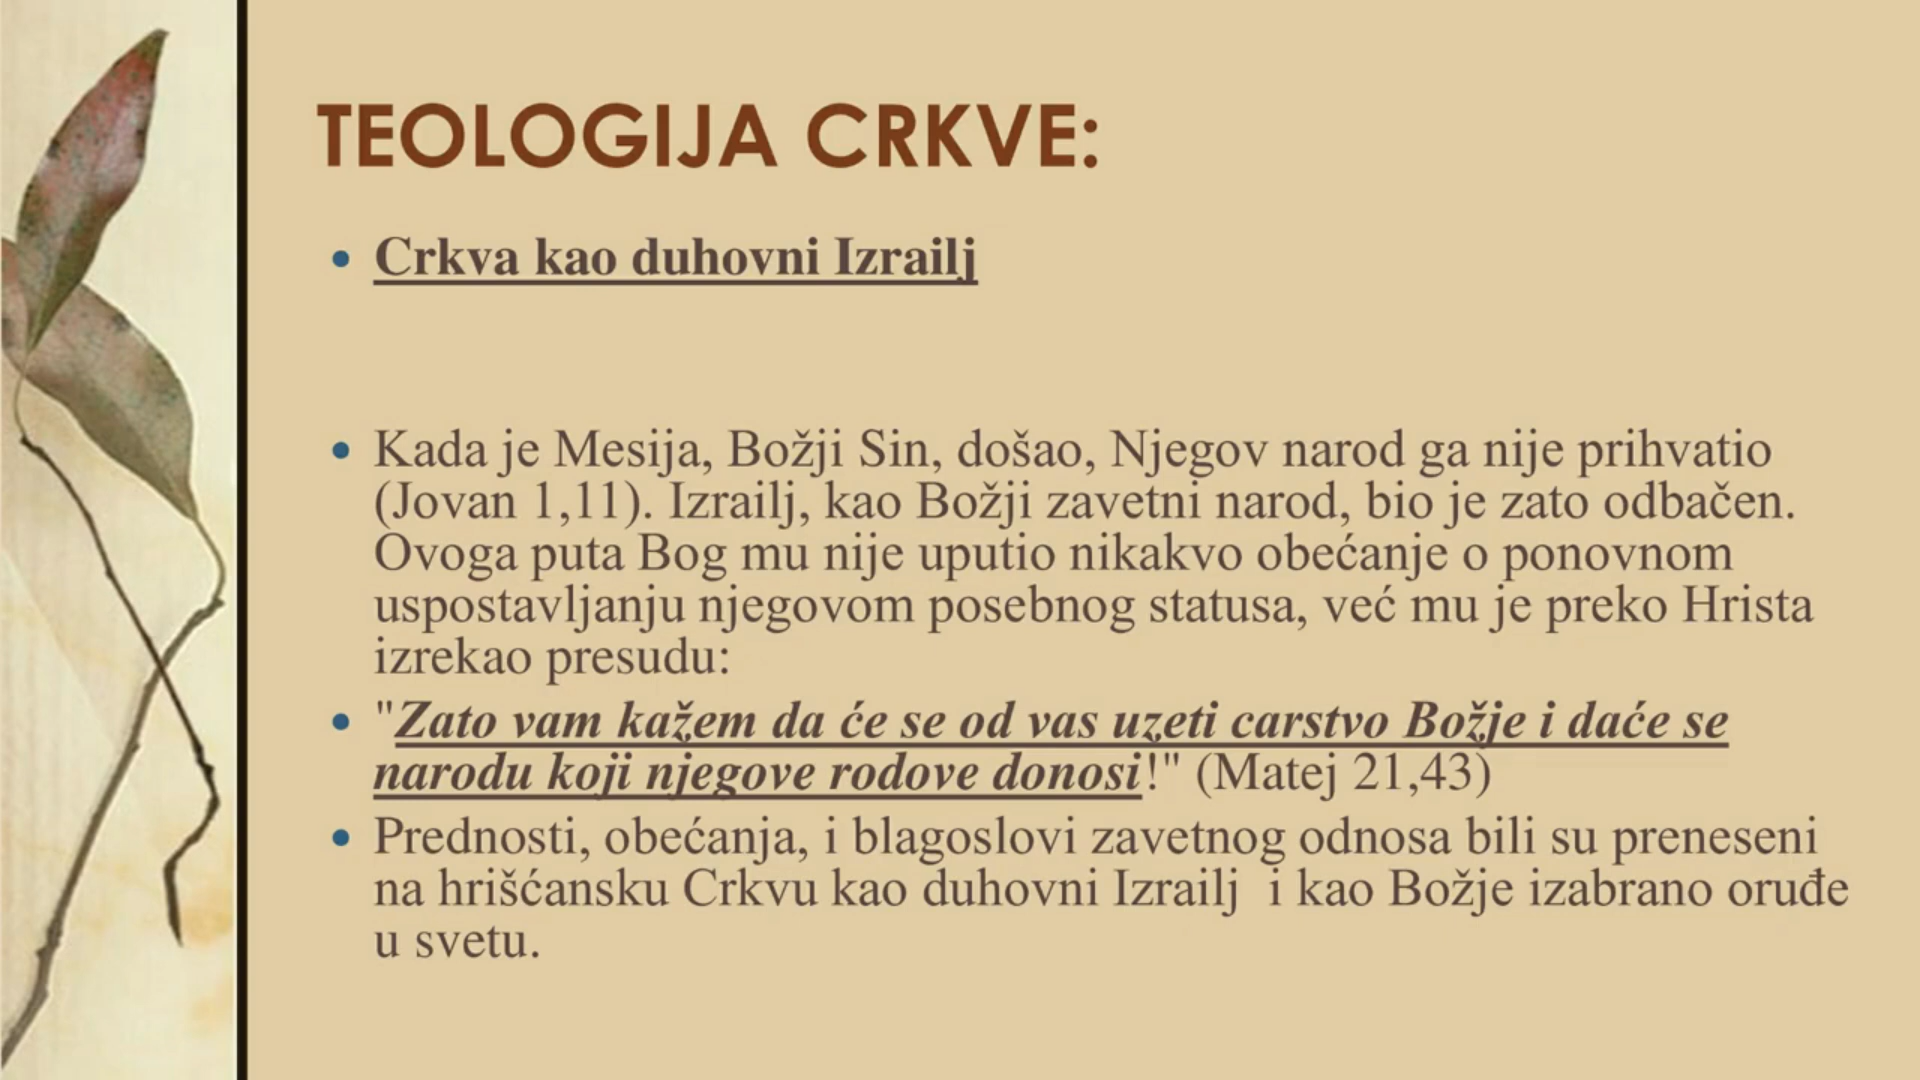 TEOLOGIJA CRKVE:
• Crkva kao duhovni Izrailj
• Kada je Mesija, Božji Sin, došao, Njegov narod ga nije prihvatio
(Jovan 1,11). Izrailj, kao Božji zavetni narod, bio je zato odbačen.
Ovoga puta Bog mu nije uputio nikakvo obećanje o ponovnom
uspostavljanju njegovom posebnog statusa, već mu je preko Hrista
izrekao presudu:
• "Zato vam kažem da će se od vas uzeti carstvo Božje i daće se
narodu koji njegove rodove donosi!" (Matej 21,43)
• Prednosti, obećanja, i blagoslovi zavetnog odnosa bili su preneseni
na hrišćansku Crkvu kao duhovni Izrailj  i kao Božje izabrano oruđe
u svetu.